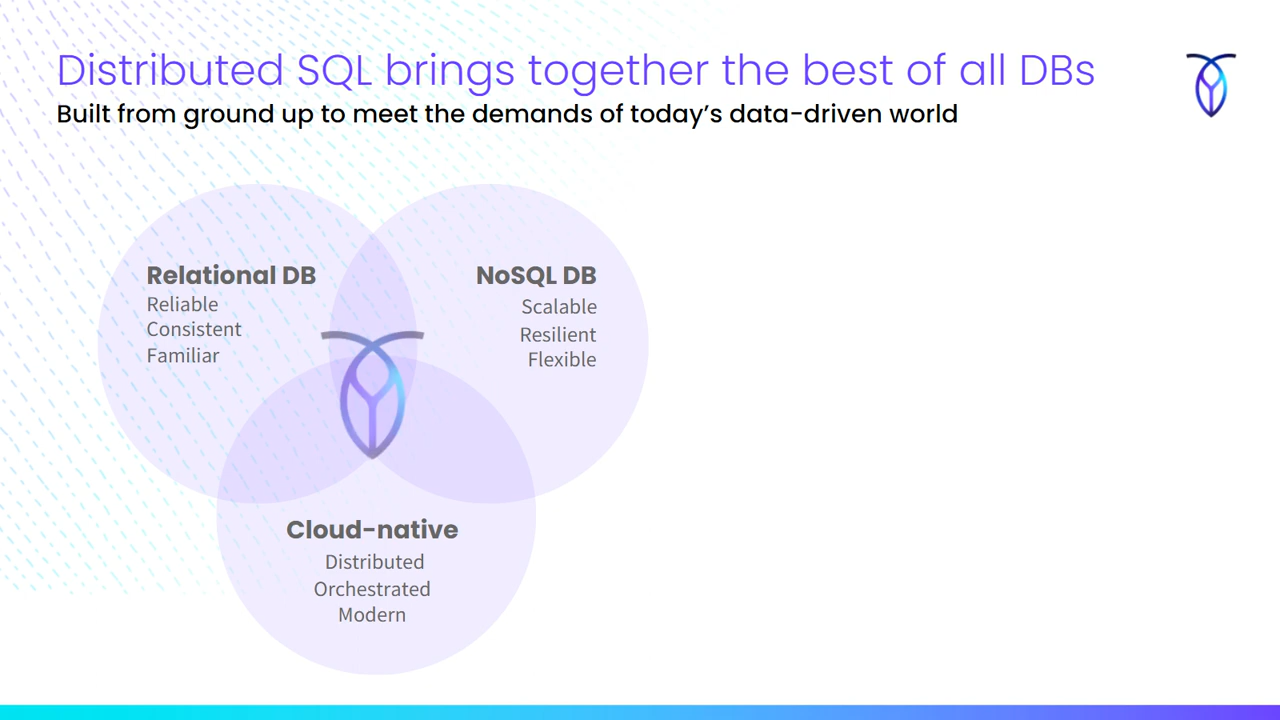 Distributed SQL brings together the best of all DBs
Built from ground up to meet the demands of today’s data-driven world
Relational DB
Reliable
Consistent
Familiar
NoSQL DB
Scalable
Resilient
Flexible
Cloud-native
Distributed
Orchestrated
Modern